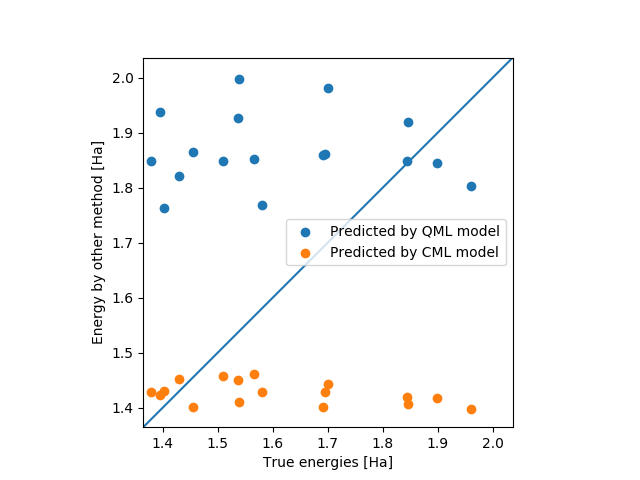 2.0
1.9
1.8
1.7
1.6
1.5
1.4
Energy by other method [Ha]
Predicted by QML model
Predicted by CML model
1.4 1.5 1.6 1.7 1.8 1.9 2.0
True energies [Ha]